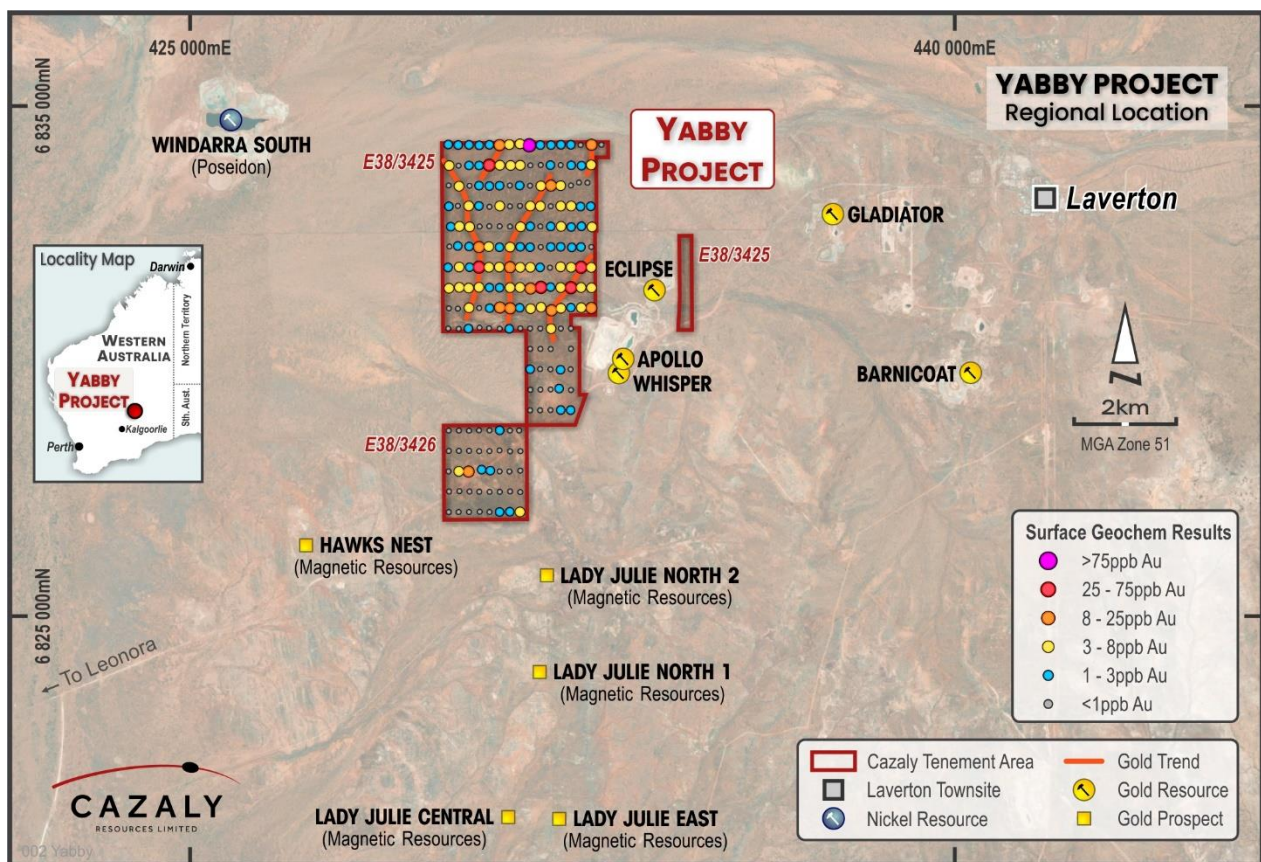 425 000mE
440 000mE
6 835 000mN
YABBY PROJECT
Regional Location
WINDARRA SOUTH
(Poseidon)
YABBY
PROJECT
E38/3425
Laverton
GLADIATOR
E38/3425
ECLIPSE
Locality Map
Darwin
WESTERN
AUSTRALIA
Northern Territory
YABBY
PROJECT
Sth. Aust.
Kalgoorlie
Perth
APOLLO
WHISPER
BARNICOAT
N
2km
MGA Zone 51
E38/3426
HAWKS NEST
(Magnetic Resources)
LADY JULIE NORTH 2
(Magnetic Resources)
Surface Geochem Results
>75ppb Au
25 - 75ppb Au
8 - 25ppb Au
3 - 8ppb Au
1 - 3ppb Au
<1ppb Au
6 825 000mN
To Leonora
LADY JULIE NORTH 1
(Magnetic Resources)
Cazaly Tenement Area
Gold Trend
Laverton Townsite
Gold Resource
Nickel Resource
Gold Prospect
CAZALY
RESOURCES LIMITED
LADY JULIE CENTRAL
(Magnetic Resources)
LADY JULIE EAST
(Magnetic Resources)
002 Yabby